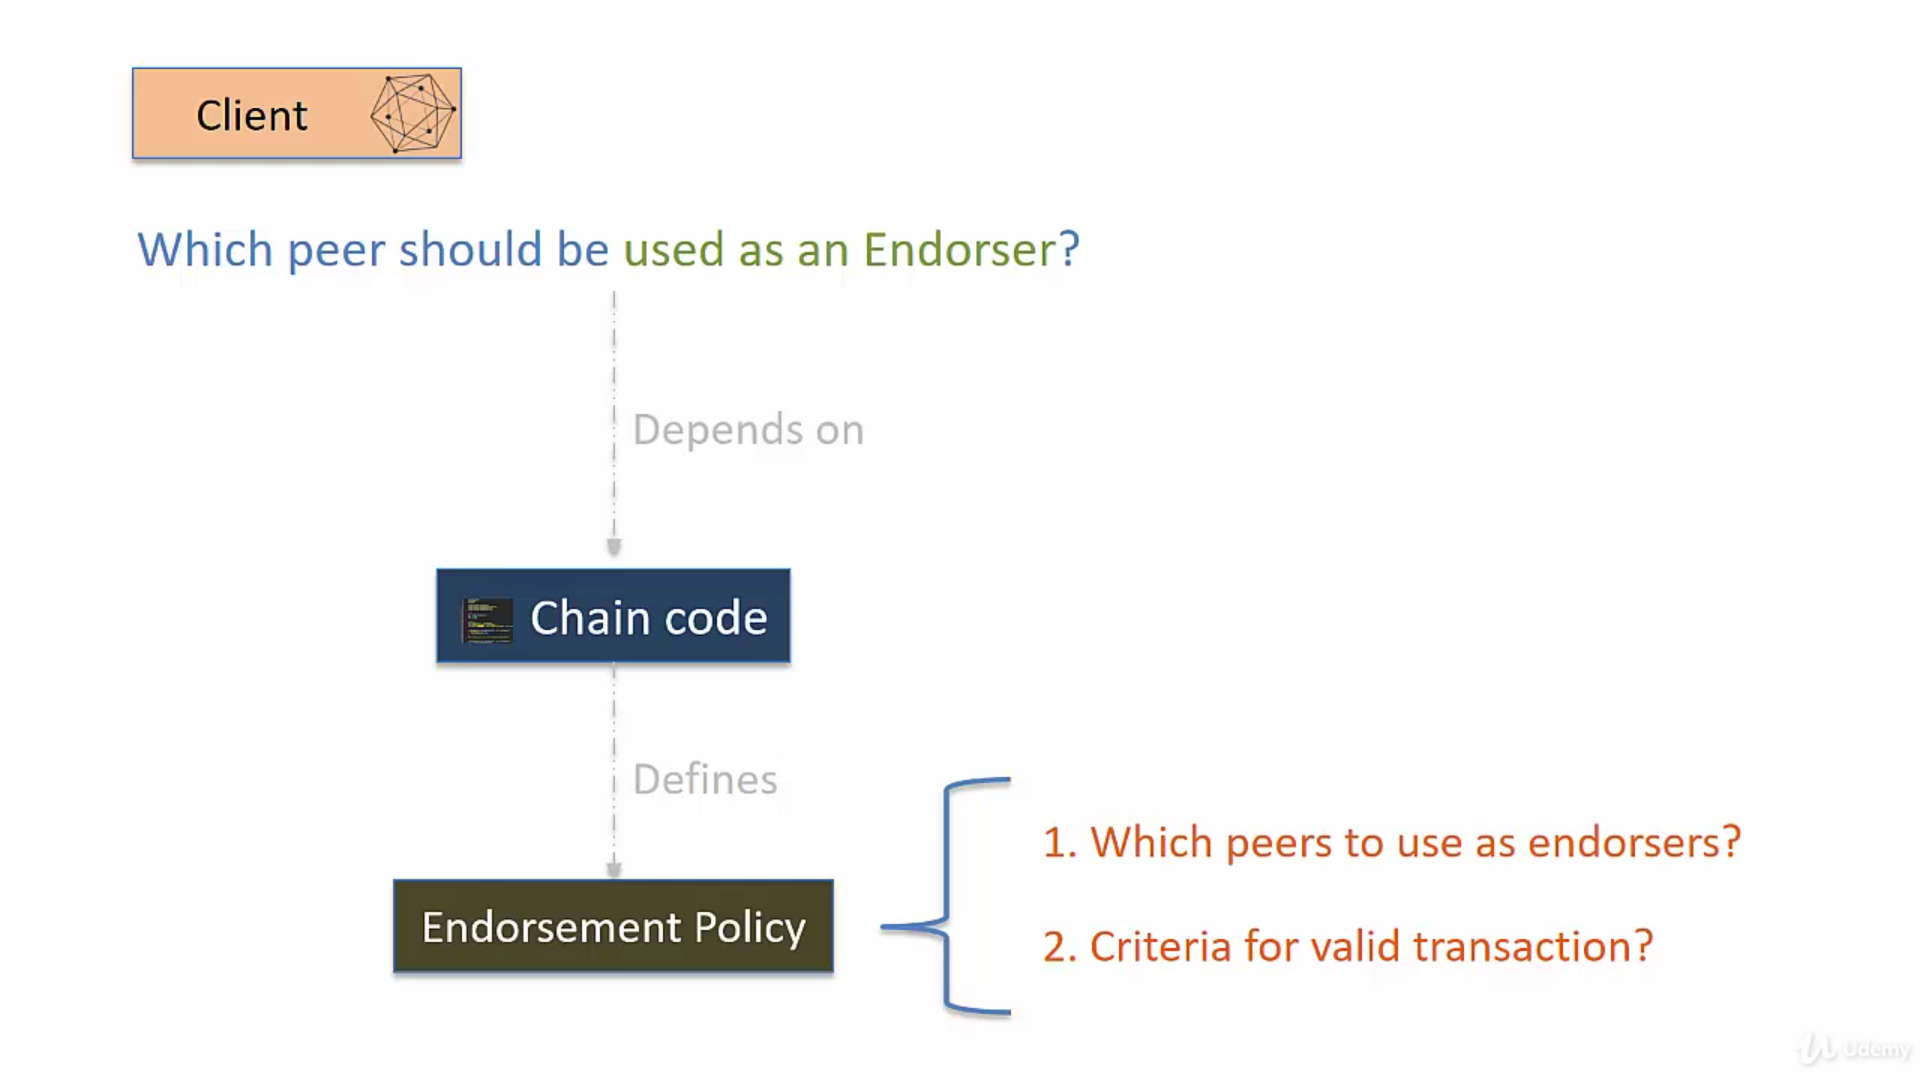 Client
Which peer should be used as an Endorser?
Depends on
Chain code
Defines
Endorsement Policy
1. Which peers to use as endorsers?
2. Criteria for valid transaction?
Udemy